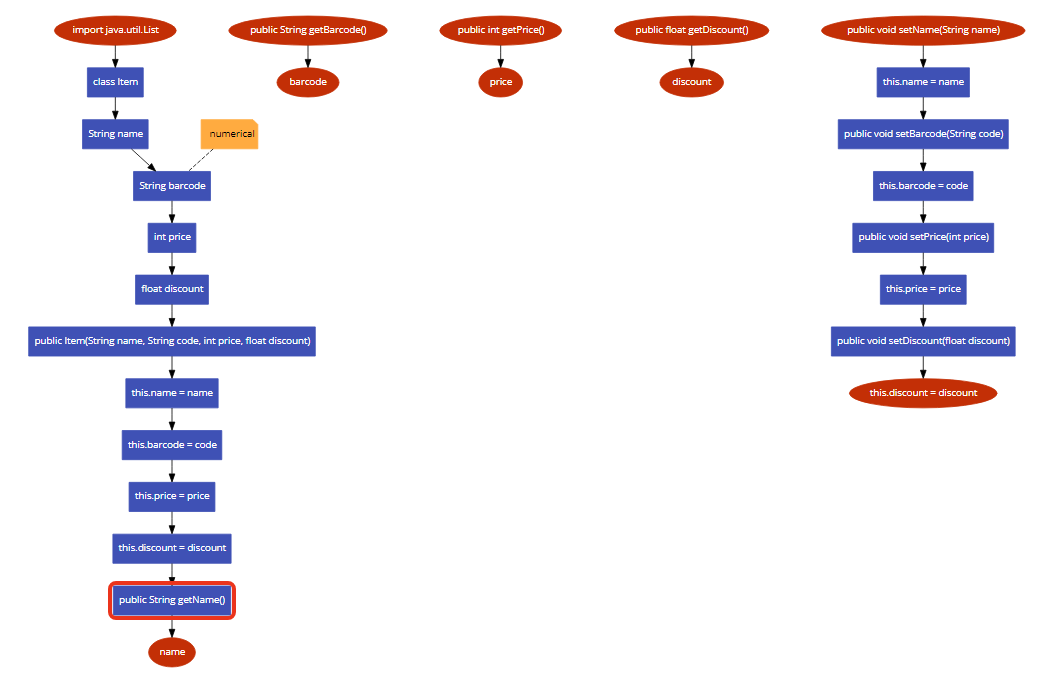 import java.util.List
class Item
String name
numerical
String barcode
int price
float discount
public Item(String name, String code, int price, float discount)
this.name = name
this.barcode = code
this.price = price
this.discount = discount
public String getName()
name
public String getBarcode()
barcode
public int getPrice()
price
public float getDiscount()
discount
public void setName(String name)
this.name = name
public void setBarcode(String code)
this.barcode = code
public void setPrice(int price)
this.price = price
public void setDiscount(float discount)
this.discount = discount